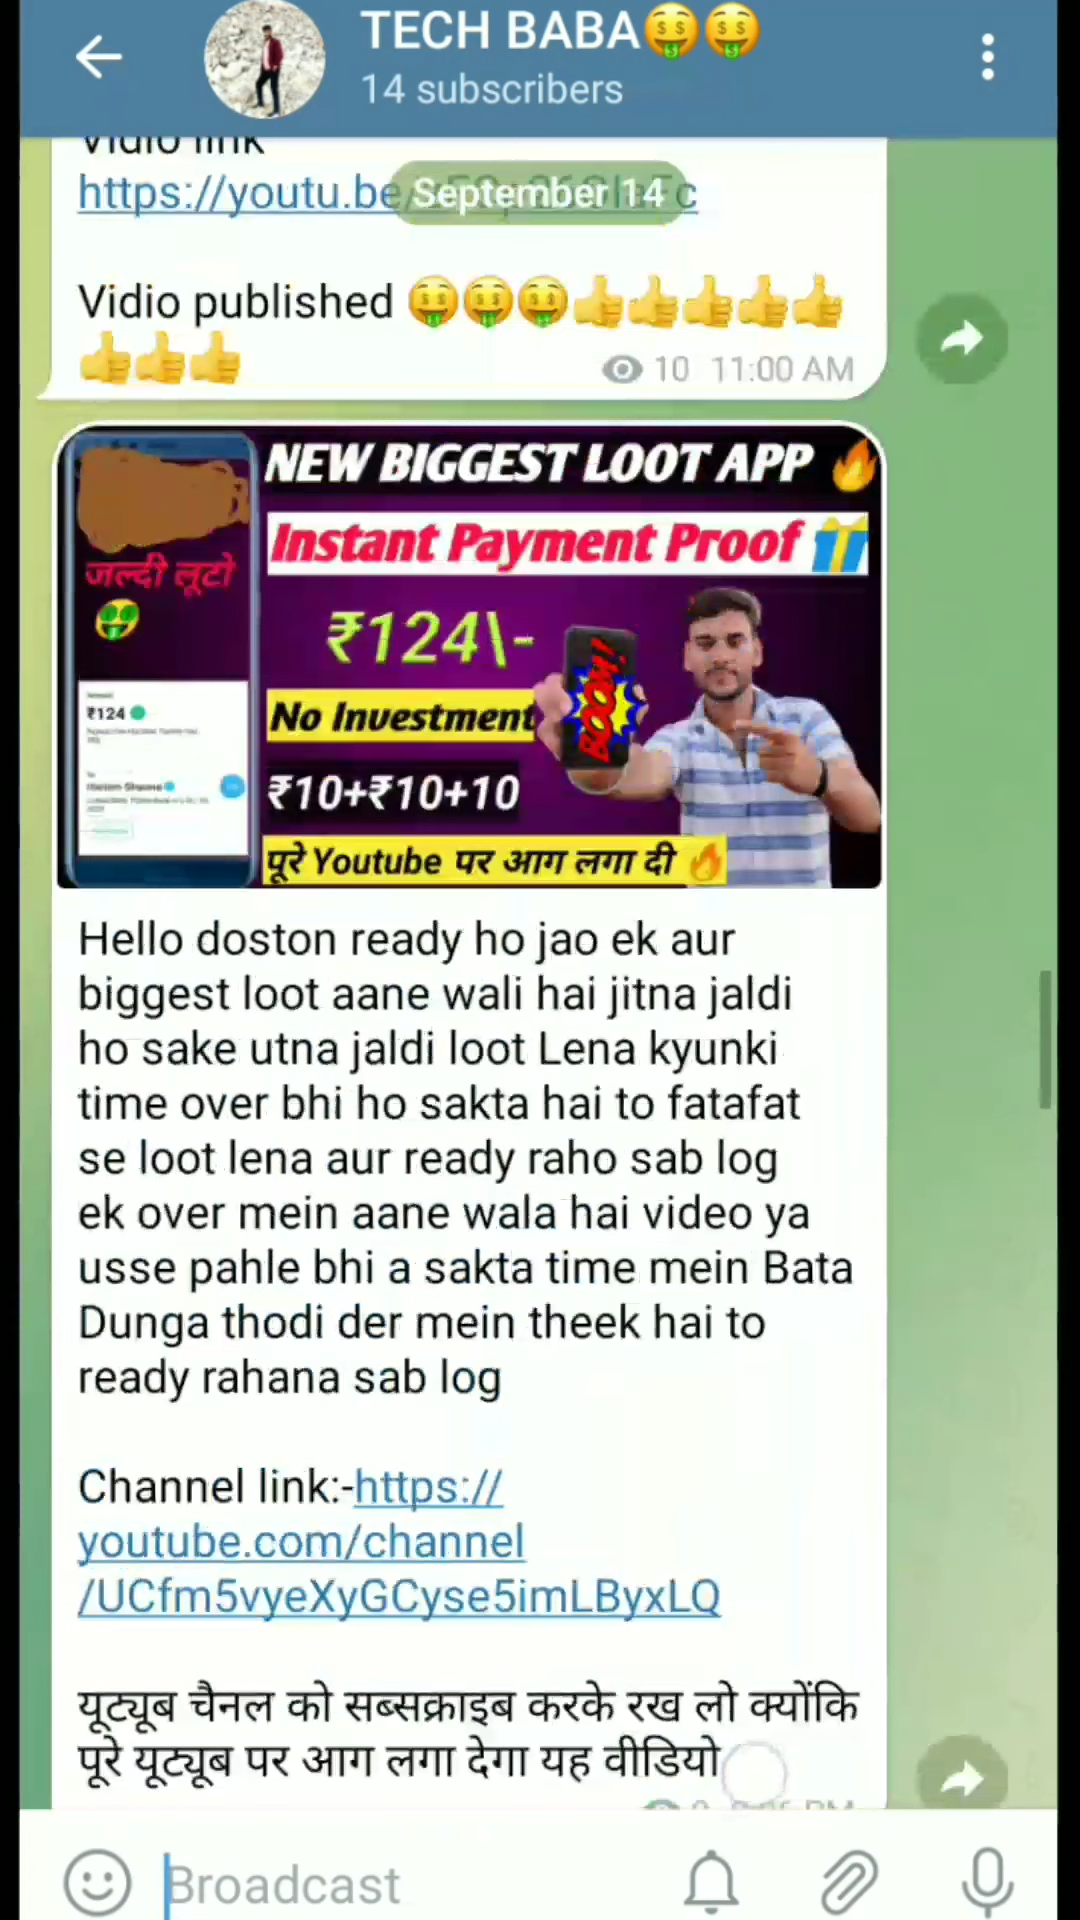 TECH BABA🤑🤑
14 subscribers
Vidio link
https://youtu.be/
September 14
Vidio published 🤑🤑🤑👍👍👍👍👍
👍👍👍
10 11:00 AM
NEW BIGGEST LOOT APP 🔥
Instant Payment Proof 🎁
जल्दी लूटो
🤑
₹124\-
BOOM!
₹124
No Investment
₹10+₹10+10
पूरे Youtube पर आग लगा दी 🔥
Hello doston ready ho jao ek aur
biggest loot aane wali hai jitna jaldi
ho sake utna jaldi loot Lena kyunki
time over bhi ho sakta hai to fatafat
se loot lena aur ready raho sab log
ek over mein aane wala hai video ya
usse pahle bhi a sakta time mein Bata
Dunga thodi der mein theek hai to
ready rahana sab log
Channel link:-https://
youtube.com/channel
/UCfm5vyeXyGCyse5imLByxLQ
यूट्यूब चैनल को सब्सक्राइब करके रख लो क्योंकि
पूरे यूट्यूब पर आग लगा देगा यह वीडियो
Broadcast